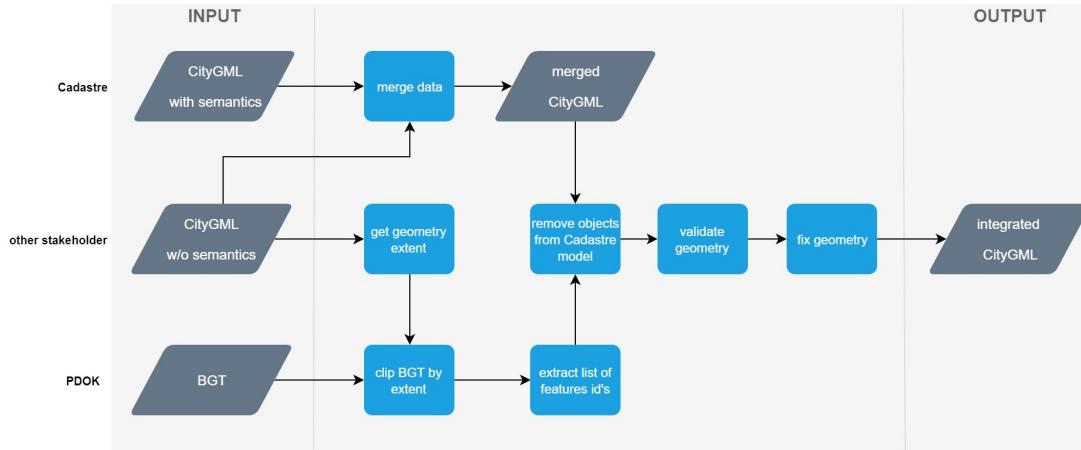 INPUT
OUTPUT
Cadastre
CityGML
with semantics
merge data
merged
CityGML
other stakeholder
CityGML
w/o semantics
get geometry
extent
remove objects
from Cadastre
model
validate
geometry
fix geometry
integrated
CityGML
PDOK
BGT
clip BGT by
extent
extract list of
features id's